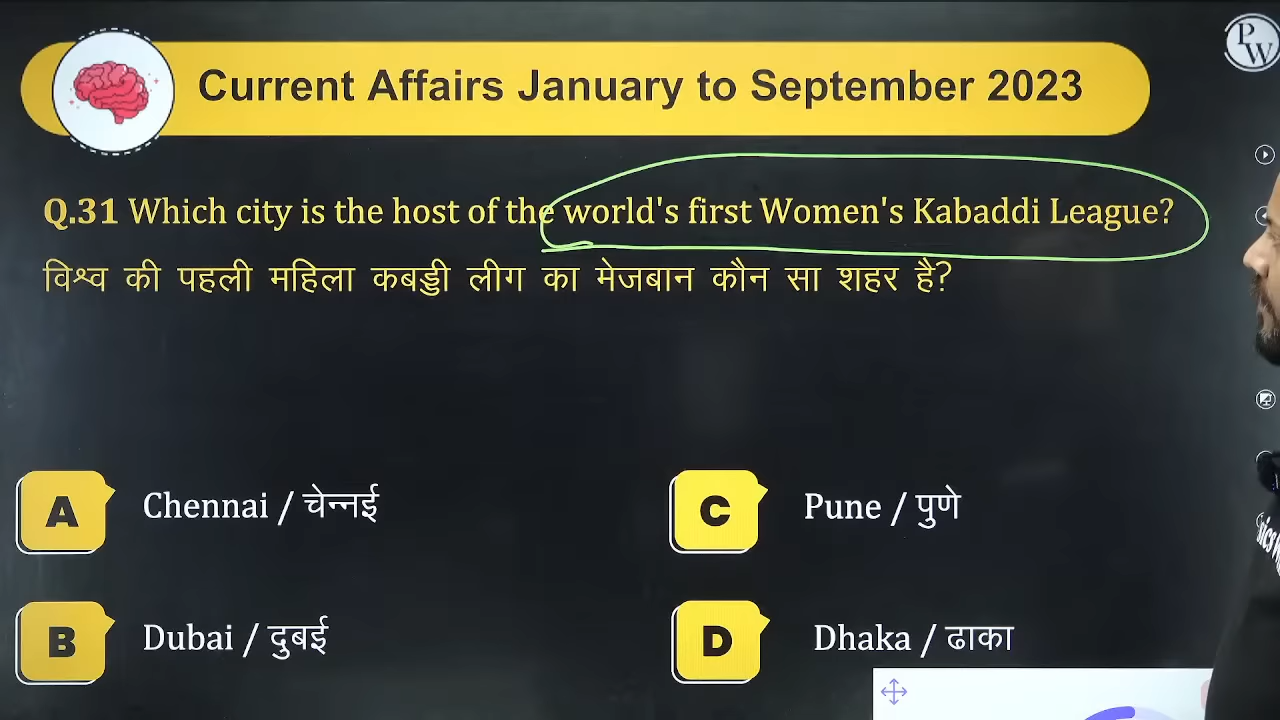 PW
Current Affairs January to September 2023
Q.31 Which city is the host of the world's first Women's Kabaddi League?
विश्व की पहली महिला कबड्डी लीग का मेजबान कौन सा शहर है?
A Chennai / चेन्नई
C Pune / पुणे
B Dubai / दुबई
D Dhaka / ढाका